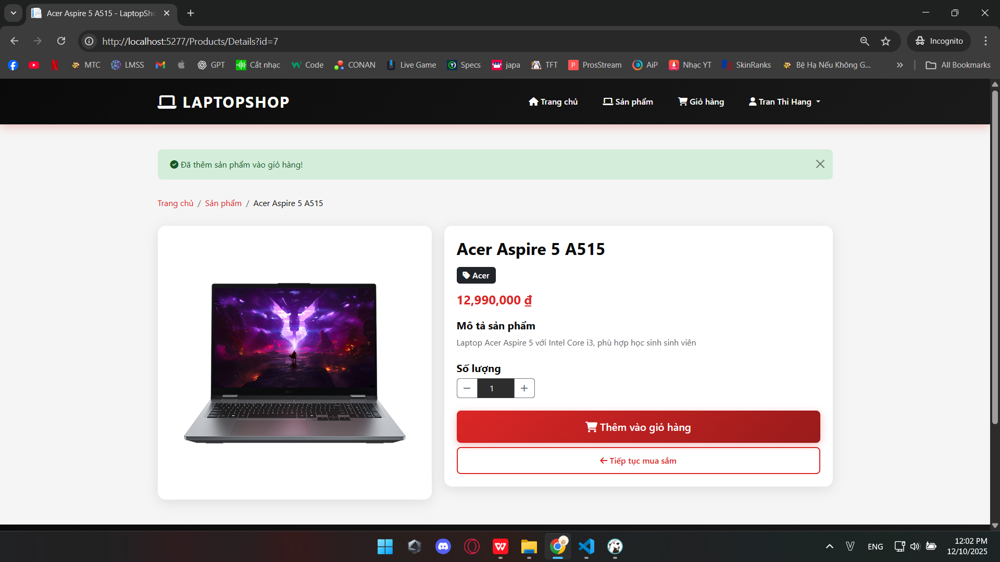 Acer Aspire 5 A515 - LaptopSho
http://localhost:5277/Products/Details?id=7
Incognito
MTC
LMSS
GPT
Cắt nhạc
Code
CONAN
Live Game
Specs
japa
TFT
ProsStream
AiP
Nhạc YT
SkinRanks
Bệ Hạ Nếu Không G...
All Bookmarks
LAPTOPSHOP
Trang chủ
Sản phẩm
Giỏ hàng
Tran Thi Hang
Đã thêm sản phẩm vào giỏ hàng!
Trang chủ / Sản phẩm / Acer Aspire 5 A515
Acer Aspire 5 A515
Acer
12,990,000 ₫
Mô tả sản phẩm
Laptop Acer Aspire 5 với Intel Core i3, phù hợp học sinh sinh viên
Số lượng
1
Thêm vào giỏ hàng
Tiếp tục mua sắm
ENG
12:02 PM
12/10/2025